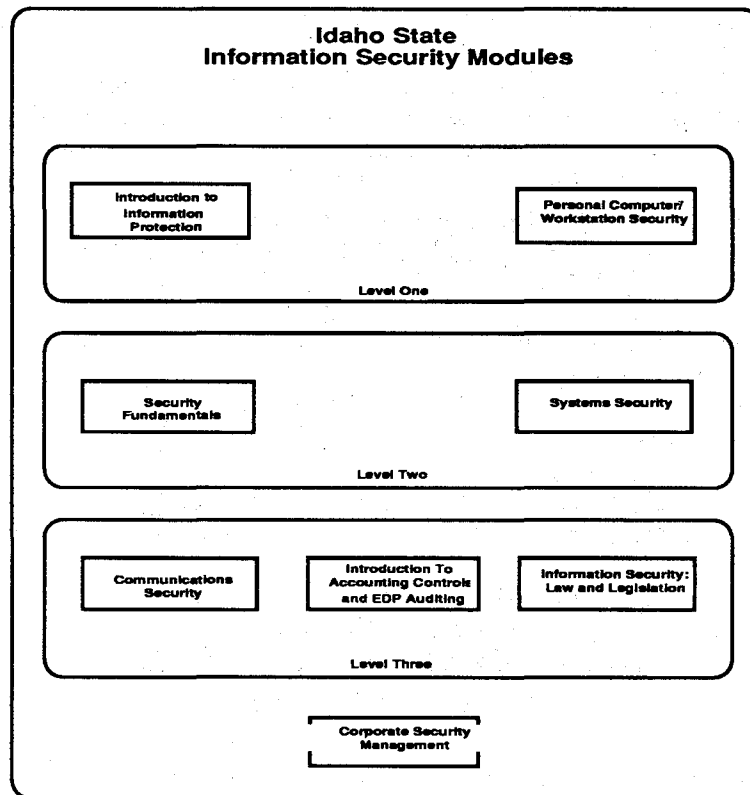 Idaho State
Information Security Modules
Introduction to
Information
Protection
Personal Computer/
Workstation Security
Level One
Security
Fundamentals
Systems Security
Level Two
Communications
Security
Introduction To
Accounting Controls
and EDP Auditing
Information Security:
Law and Legislation
Level Three
Corporate Security
Management